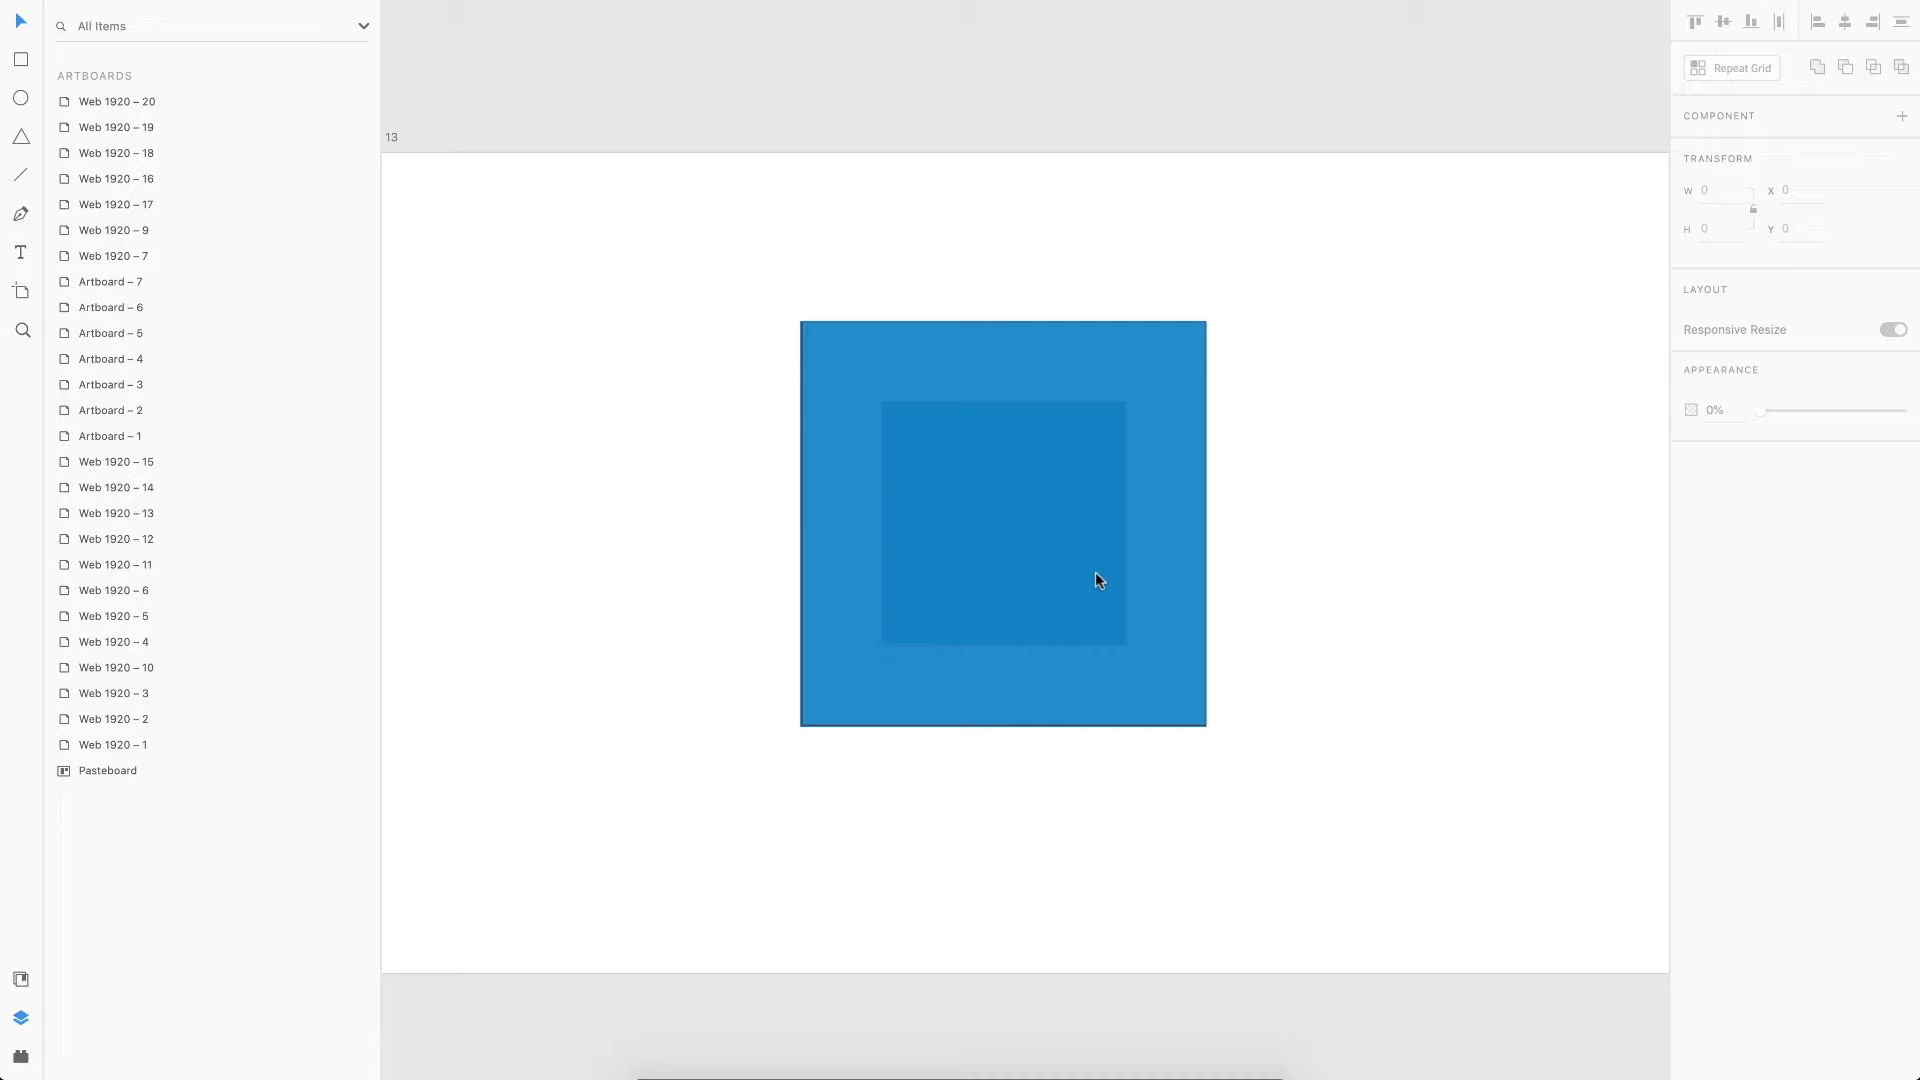 All Items
ARTBOARDS
Web 1920 – 20
Web 1920 – 19
Web 1920 – 18
Web 1920 – 16
Web 1920 – 17
Web 1920 – 9
Web 1920 – 7
Artboard – 7
Artboard – 6
Artboard – 5
Artboard – 4
Artboard – 3
Artboard – 2
Artboard – 1
Web 1920 – 15
Web 1920 – 14
Web 1920 – 13
Web 1920 – 12
Web 1920 – 11
Web 1920 – 6
Web 1920 – 5
Web 1920 – 4
Web 1920 – 10
Web 1920 – 3
Web 1920 – 2
Web 1920 – 1
Pasteboard
13
Repeat Grid
COMPONENT
TRANSFORM
W 0 X 0
H 0 Y 0
LAYOUT
Responsive Resize
APPEARANCE
0%